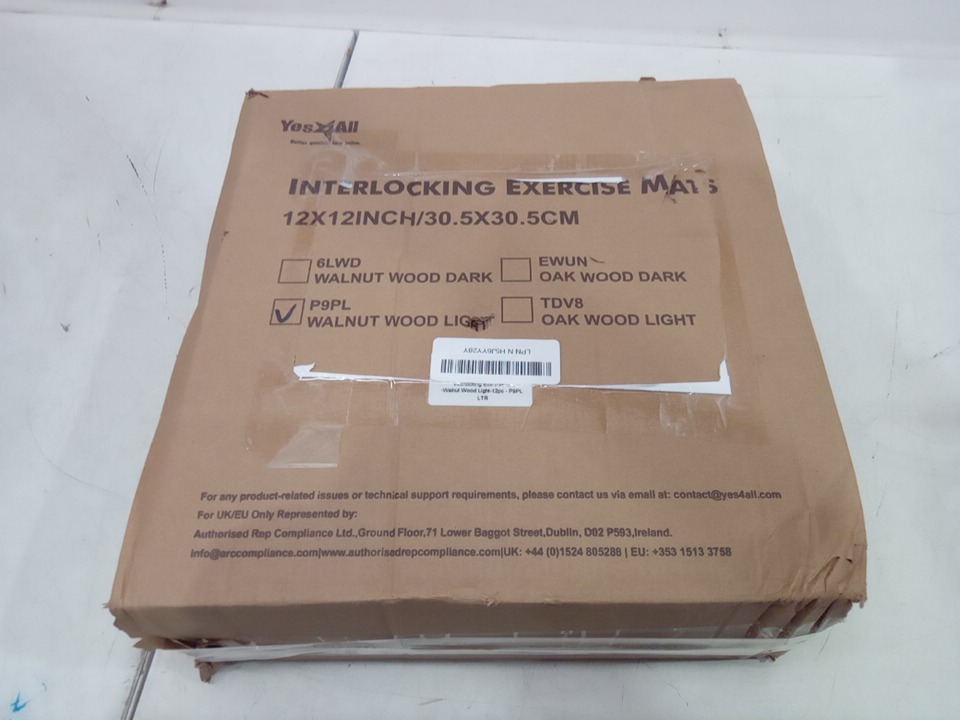 Yes4All
INTERLOCKING EXERCISE MATS
12X12INCH/30.5X30.5CM
6LWD
WALNUT WOOD DARK
EWUN
OAK WOOD DARK
P9PL
WALNUT WOOD LIGHT
TDV8
OAK WOOD LIGHT
LPN N H5J6YY28Y
-Walnut Wood Light-12pc - P9PL
LTR
For any product-related issues or technical support requirements, please contact us via email at: contact@yes4all.com
For UK/EU Only Represented by:
Authorised Rep Compliance Ltd.,Ground Floor,71 Lower Baggot Street,Dublin, D02 P593,Ireland.
info@arccompliance.com|www.authorisedrepcompliance.com|UK: +44 (0)1524 805288 | EU: +353 1513 3758